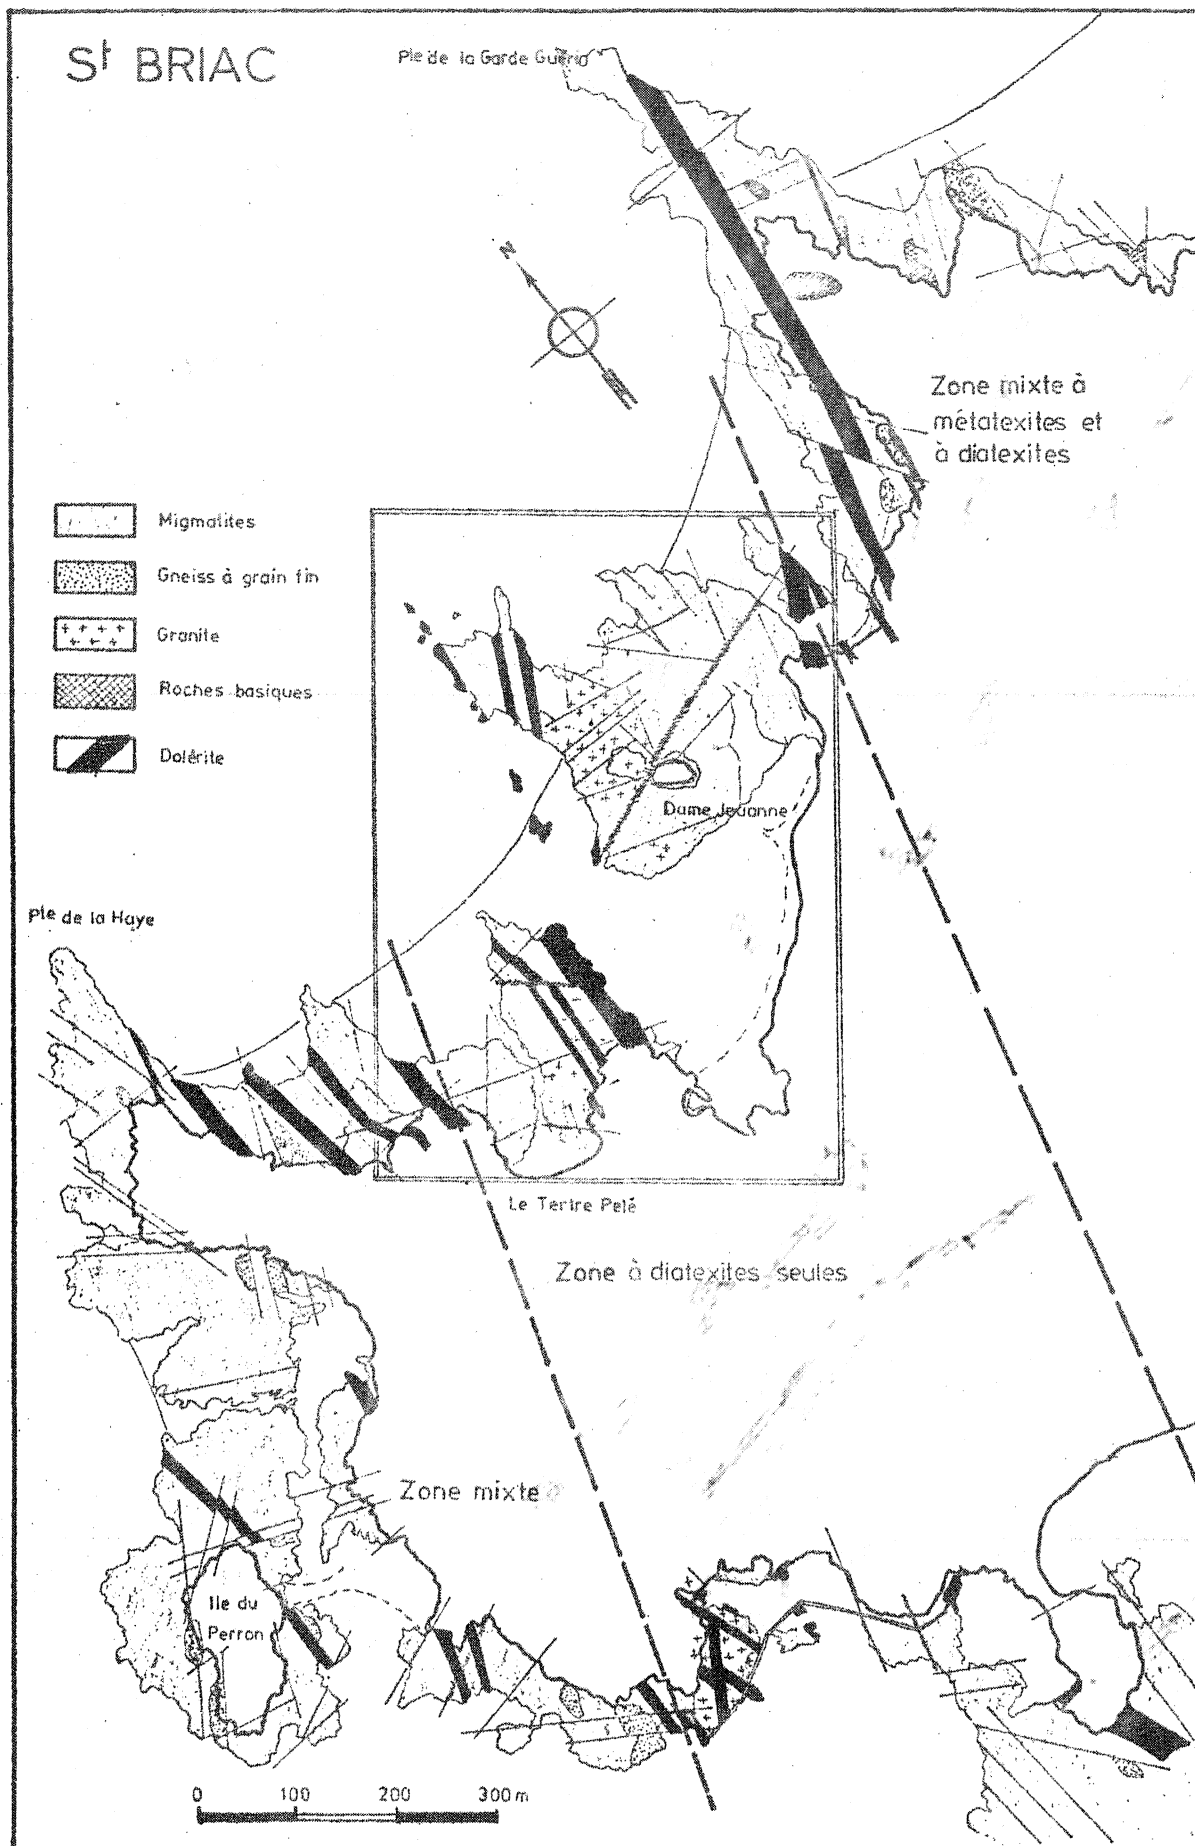 St BRIAC
Pte de la Garde Guérin
N
Zone mixte à
métatexites et
à diatexites
Migmatites
Gneiss à grain fin
Granite
Roches basiques
Dolérite
Dame Jeanne
Pte de la Haye
Le Tertre Pelé
Zone à diatexites seules
Zone mixte
Ile du
Perron
0 100 200 300 m